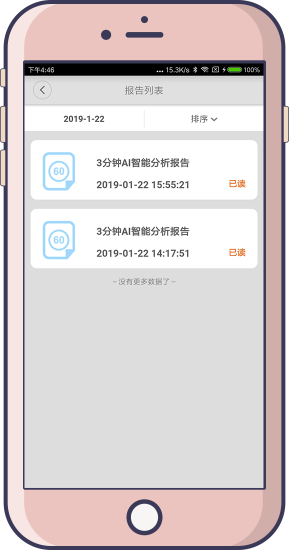 下午4:46 ... 15.3K/s 100%
报告列表
2019-1-22 排序
60 3分钟AI智能分析报告
2019-01-22 15:55:21 已读
60 3分钟AI智能分析报告
2019-01-22 14:17:51 已读
-- 没有更多数据了 --